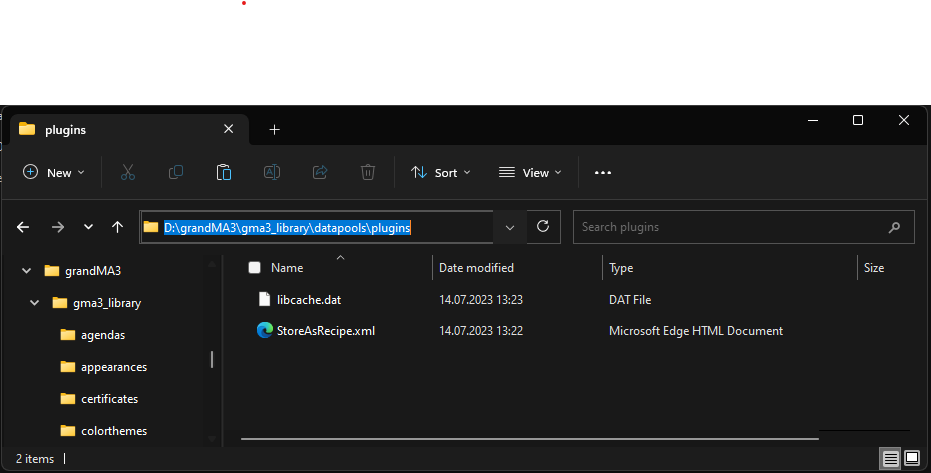 plugins
New
Sort
View
D:\grandMA3\gma3_library\datapools\plugins
Search plugins
grandMA3
gma3_library
agendas
appearances
certificates
colorthemes
Name Date modified Type Size
libcache.dat 14.07.2023 13:23 DAT File
StoreAsRecipe.xml 14.07.2023 13:22 Microsoft Edge HTML Document
2 items